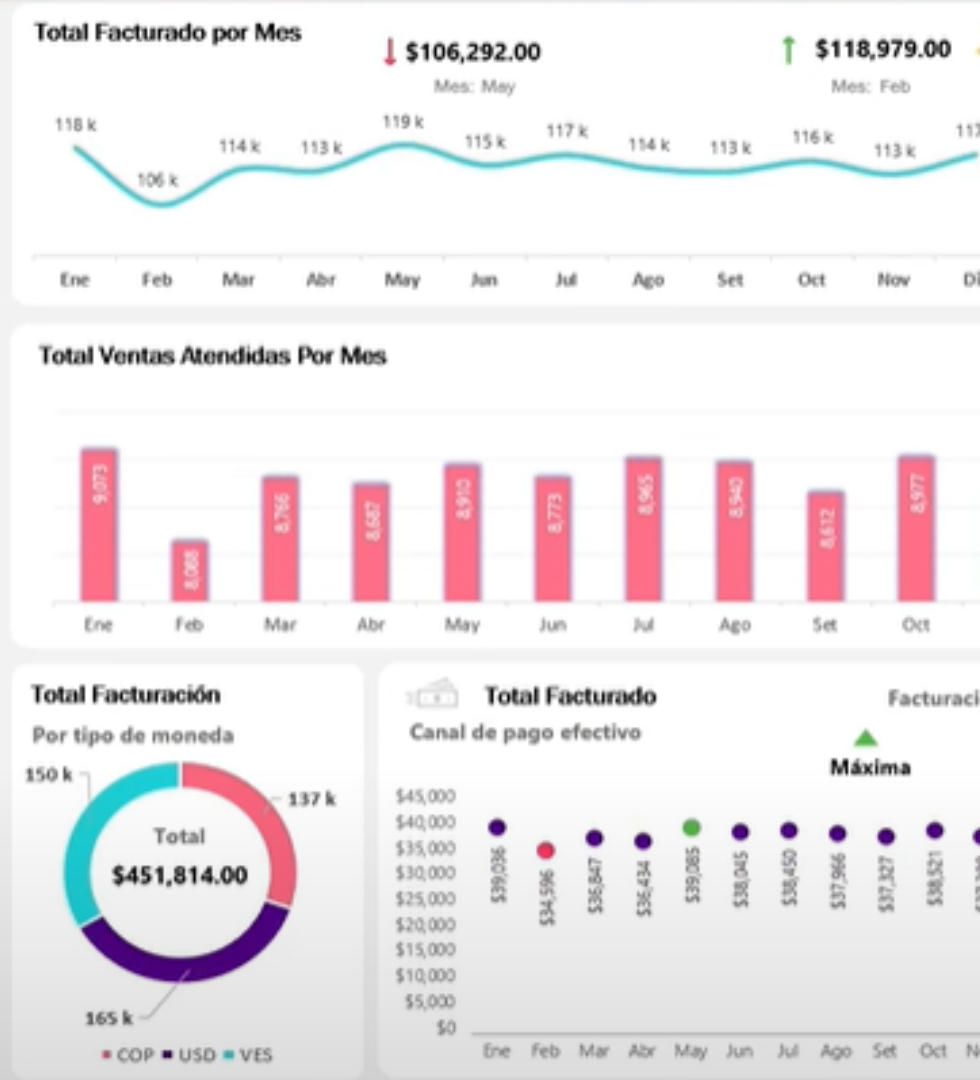 Total Facturado por Mes
↓ $106,292.00
Mes: May
↑ $118,979.00
Mes: Feb
118 k 106 k 114 k 113 k 119 k 115 k 117 k 114 k 113 k 116 k 113 k 117
Ene Feb Mar Abr May Jun Jul Ago Set Oct Nov Di
Total Ventas Atendidas Por Mes
9,073 8,088 8,766 8,687 8,910 8,773 8,965 8,940 8,612 8,977
Ene Feb Mar Abr May Jun Jul Ago Set Oct
Total Facturación
Por tipo de moneda
150 k
137 k
Total
$451,814.00
165 k
COP USD VES
Total Facturado
Canal de pago efectivo
Facturaci
Máxima
$45,000
$40,000
$35,000
$30,000
$25,000
$20,000
$15,000
$10,000
$5,000
$0
$39,036 $34,596 $36,847 $36,434 $39,085 $38,045 $38,450 $37,966 $37,327 $38,521
Ene Feb Mar Abr May Jun Jul Ago Set Oct N